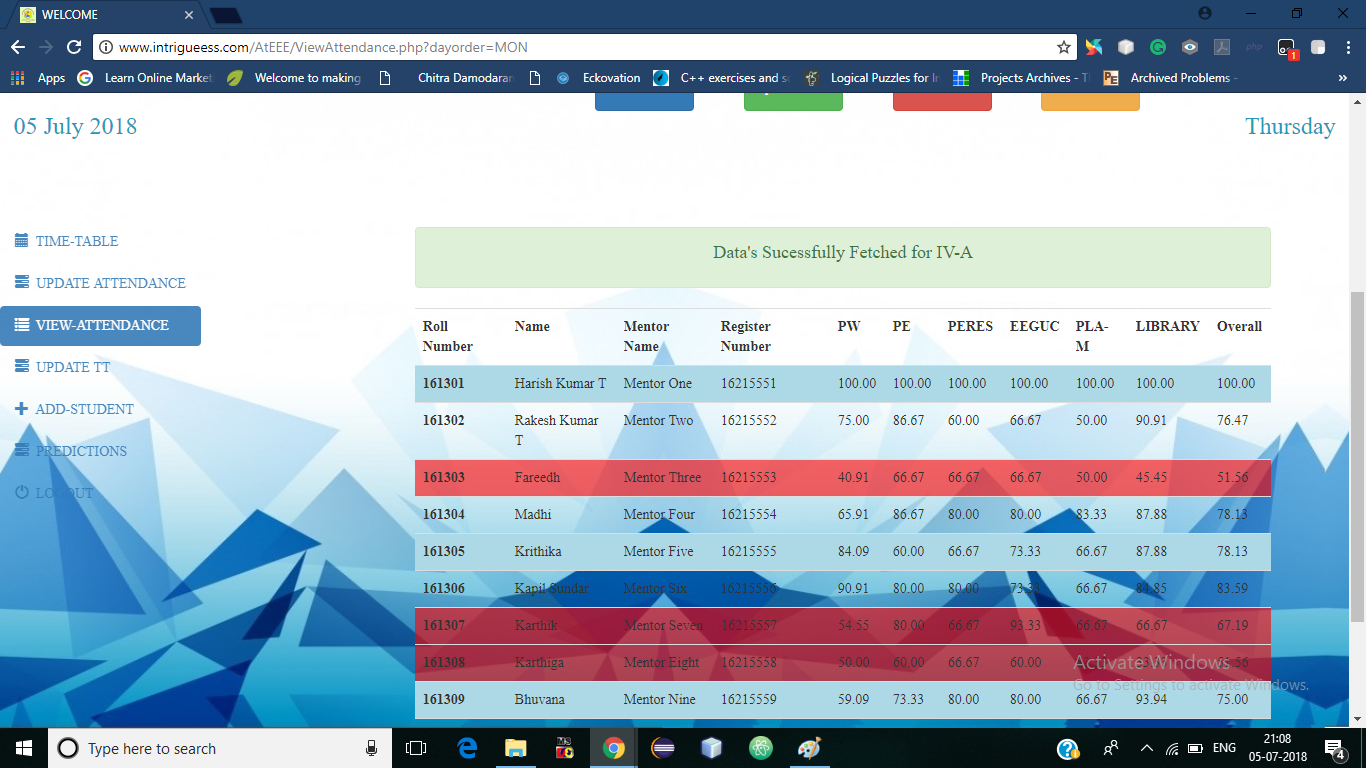 WELCOME
www.intrigueess.com/AtEEE/ViewAttendance.php?dayorder=MON
Apps Learn Online Market Welcome to making Chitra Damodaran Eckovation C++ exercises and s Logical Puzzles for In Projects Archives - T Archived Problems - »
05 July 2018 Thursday
TIME-TABLE
UPDATE ATTENDANCE
VIEW-ATTENDANCE
UPDATE TT
ADD-STUDENT
PREDICTIONS
LOGOUT
Data's Sucessfully Fetched for IV-A
Roll Name Mentor Register PW PE PERES EEGUC PLA- LIBRARY Overall
Number Name Number M
161301 Harish Kumar T Mentor One 16215551 100.00 100.00 100.00 100.00 100.00 100.00 100.00
161302 Rakesh Kumar Mentor Two 16215552 75.00 86.67 60.00 66.67 50.00 90.91 76.47
T
161303 Fareedh Mentor Three 16215553 40.91 66.67 66.67 66.67 50.00 45.45 51.56
161304 Madhi Mentor Four 16215554 65.91 86.67 80.00 80.00 83.33 87.88 78.13
161305 Krithika Mentor Five 16215555 84.09 60.00 66.67 73.33 66.67 87.88 78.13
161306 Kapil Sundar Mentor Six 16215556 90.91 80.00 80.00 73.33 66.67 84.85 83.59
161307 Karthik Mentor Seven 16215557 54.55 80.00 66.67 93.33 66.67 66.67 67.19
161308 Karthiga Mentor Eight 16215558 50.00 60.00 66.67 60.00
161309 Bhuvana Mentor Nine 16215559 59.09 73.33 80.00 80.00 66.67 93.94 75.00
Activate Windows
Go to Settings to activate Windows.
Type here to search
ENG
21:08
05-07-2018
4